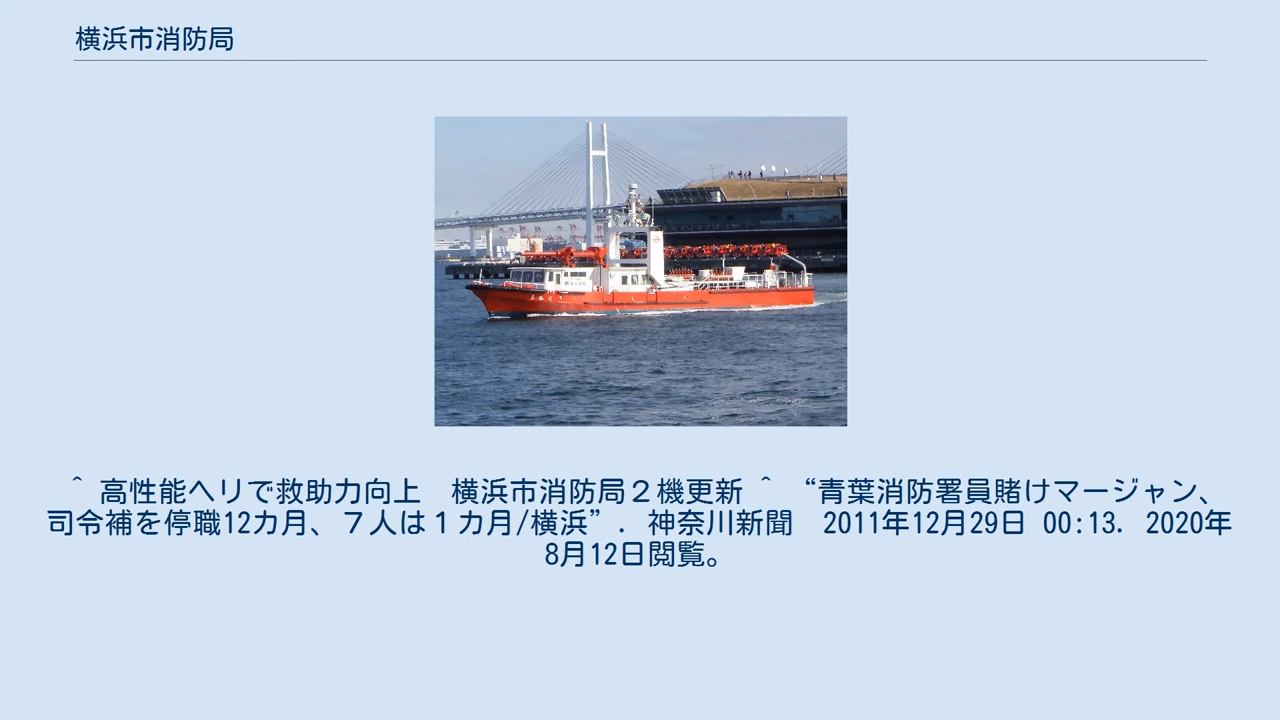 横浜市消防局
^ 高性能ヘリで救助力向上　横浜市消防局２機更新 ^ “青葉消防署員賭けマージャン、
司令補を停職12カ月、７人は１カ月/横浜”. 神奈川新聞　2011年12月29日 00:13. 2020年
8月12日閲覧。